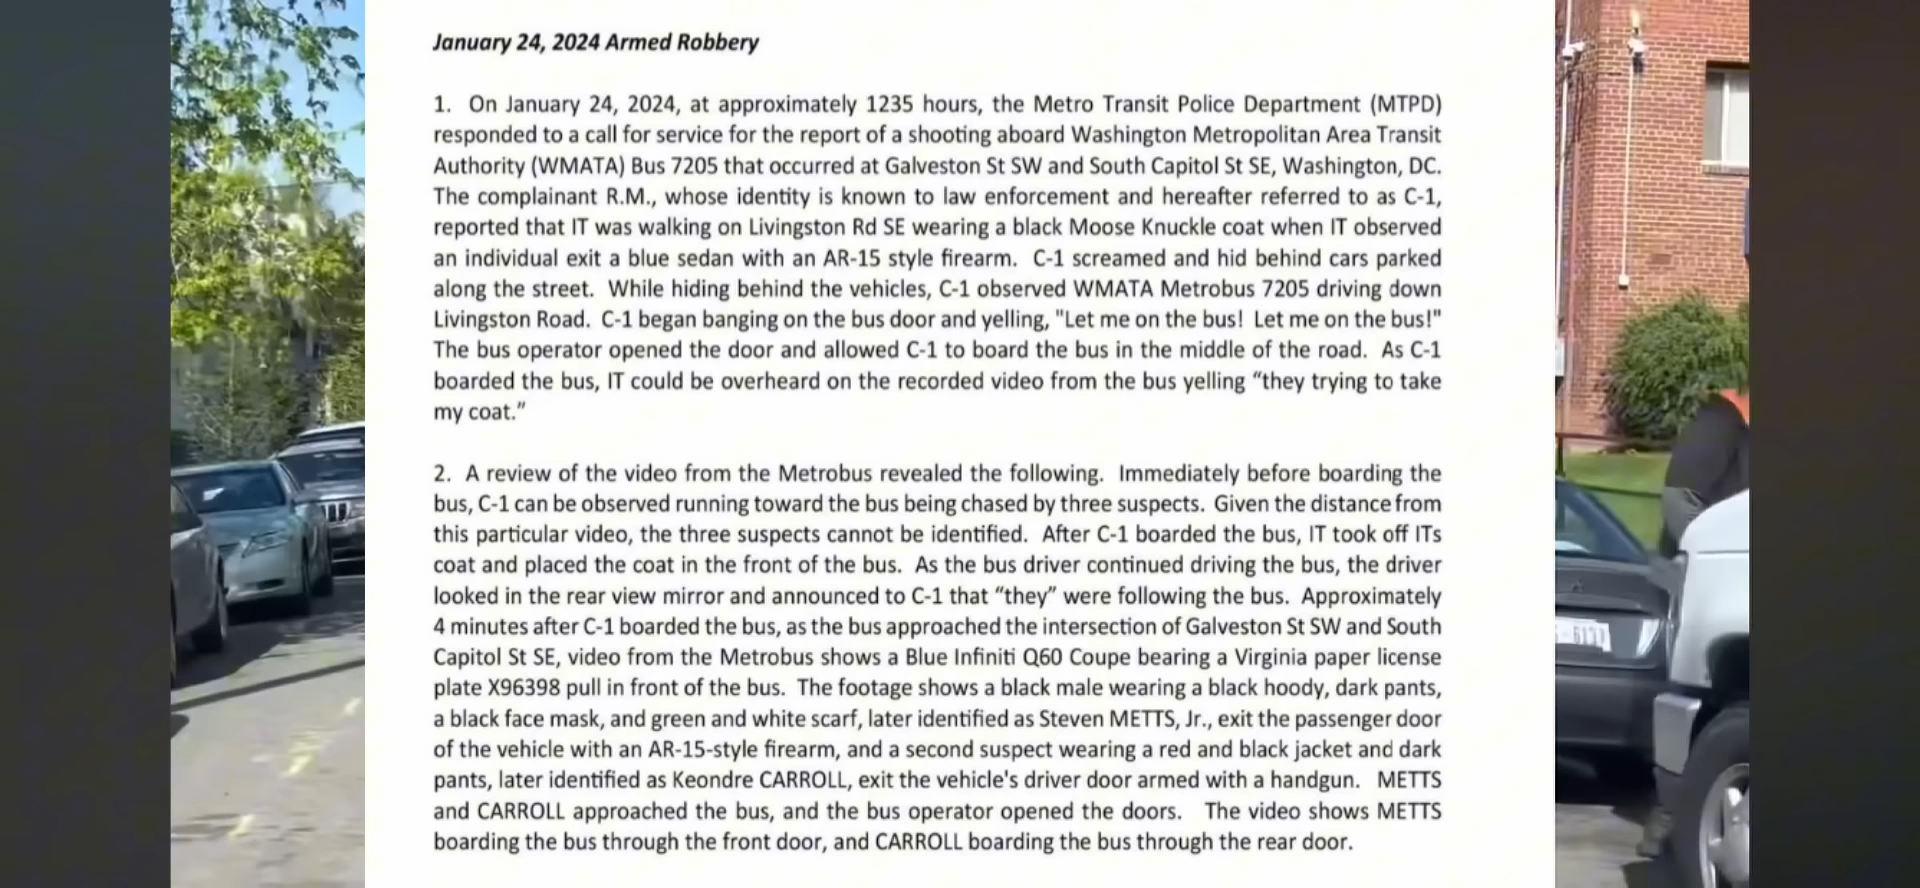 January 24, 2024 Armed Robbery
1. On January 24, 2024, at approximately 1235 hours, the Metro Transit Police Department (MTPD)
responded to a call for service for the report of a shooting aboard Washington Metropolitan Area Transit
Authority (WMATA) Bus 7205 that occurred at Galveston St SW and South Capitol St SE, Washington, DC.
The complainant R.M., whose identity is known to law enforcement and hereafter referred to as C-1,
reported that IT was walking on Livingston Rd SE wearing a black Moose Knuckle coat when IT observed
an individual exit a blue sedan with an AR-15 style firearm. C-1 screamed and hid behind cars parked
along the street. While hiding behind the vehicles, C-1 observed WMATA Metrobus 7205 driving down
Livingston Road. C-1 began banging on the bus door and yelling, "Let me on the bus! Let me on the bus!"
The bus operator opened the door and allowed C-1 to board the bus in the middle of the road. As C-1
boarded the bus, IT could be overheard on the recorded video from the bus yelling “they trying to take
my coat.”
2. A review of the video from the Metrobus revealed the following. Immediately before boarding the
bus, C-1 can be observed running toward the bus being chased by three suspects. Given the distance from
this particular video, the three suspects cannot be identified. After C-1 boarded the bus, IT took off ITs
coat and placed the coat in the front of the bus. As the bus driver continued driving the bus, the driver
looked in the rear view mirror and announced to C-1 that “they” were following the bus. Approximately
4 minutes after C-1 boarded the bus, as the bus approached the intersection of Galveston St SW and South
Capitol St SE, video from the Metrobus shows a Blue Infiniti Q60 Coupe bearing a Virginia paper license
plate X96398 pull in front of the bus. The footage shows a black male wearing a black hoody, dark pants,
a black face mask, and green and white scarf, later identified as Steven METTS, Jr., exit the passenger door
of the vehicle with an AR-15-style firearm, and a second suspect wearing a red and black jacket and dark
pants, later identified as Keondre CARROLL, exit the vehicle's driver door armed with a handgun. METTS
and CARROLL approached the bus, and the bus operator opened the doors. The video shows METTS
boarding the bus through the front door, and CARROLL boarding the bus through the rear door.